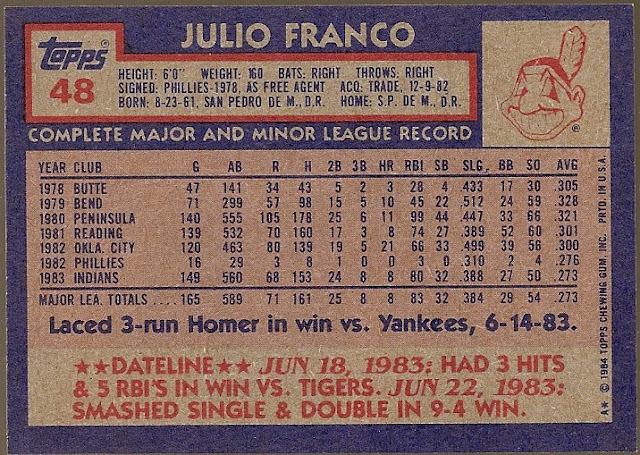 JULIO FRANCO
Topps®
48
HEIGHT: 6'0" WEIGHT: 160 BATS: RIGHT THROWS: RIGHT
SIGNED: PHILLIES-1978, AS FREE AGENT ACQ: TRADE, 12-9-82
BORN: 8-23-61, SAN PEDRO DE M., D.R. HOME: S.P. DE M., D.R.
®
COMPLETE MAJOR AND MINOR LEAGUE RECORD
YEAR CLUB G AB R H 2B 3B HR RBI SB SLG BB SO AVG
1978 BUTTE 47 141 34 43 5 2 3 28 4 .433 17 30 .305
1979 BEND 71 299 57 98 15 5 10 45 22 .512 24 59 .328
1980 PENINSULA 140 555 105 178 25 6 11 99 44 .447 33 66 .321
1981 READING 139 532 70 160 17 3 8 74 27 .389 52 60 .301
1982 OKLA. CITY 120 463 80 139 19 5 21 66 33 .499 39 56 .300
1982 PHILLIES 16 29 3 8 1 0 0 3 0 .310 2 4 .276
1983 INDIANS 149 560 68 153 24 8 8 80 32 .388 27 50 .273
MAJOR LEA. TOTALS .... 165 589 71 161 25 8 8 83 32 .384 29 54 .273
Laced 3-run Homer in win vs. Yankees, 6-14-83.
★★DATELINE★★ JUN 18, 1983: HAD 3 HITS
& 5 RBI'S IN WIN VS. TIGERS. JUN 22, 1983:
SMASHED SINGLE & DOUBLE IN 9-4 WIN.
A* © 1984 TOPPS CHEWING GUM, INC. PRTD. IN U.S.A.